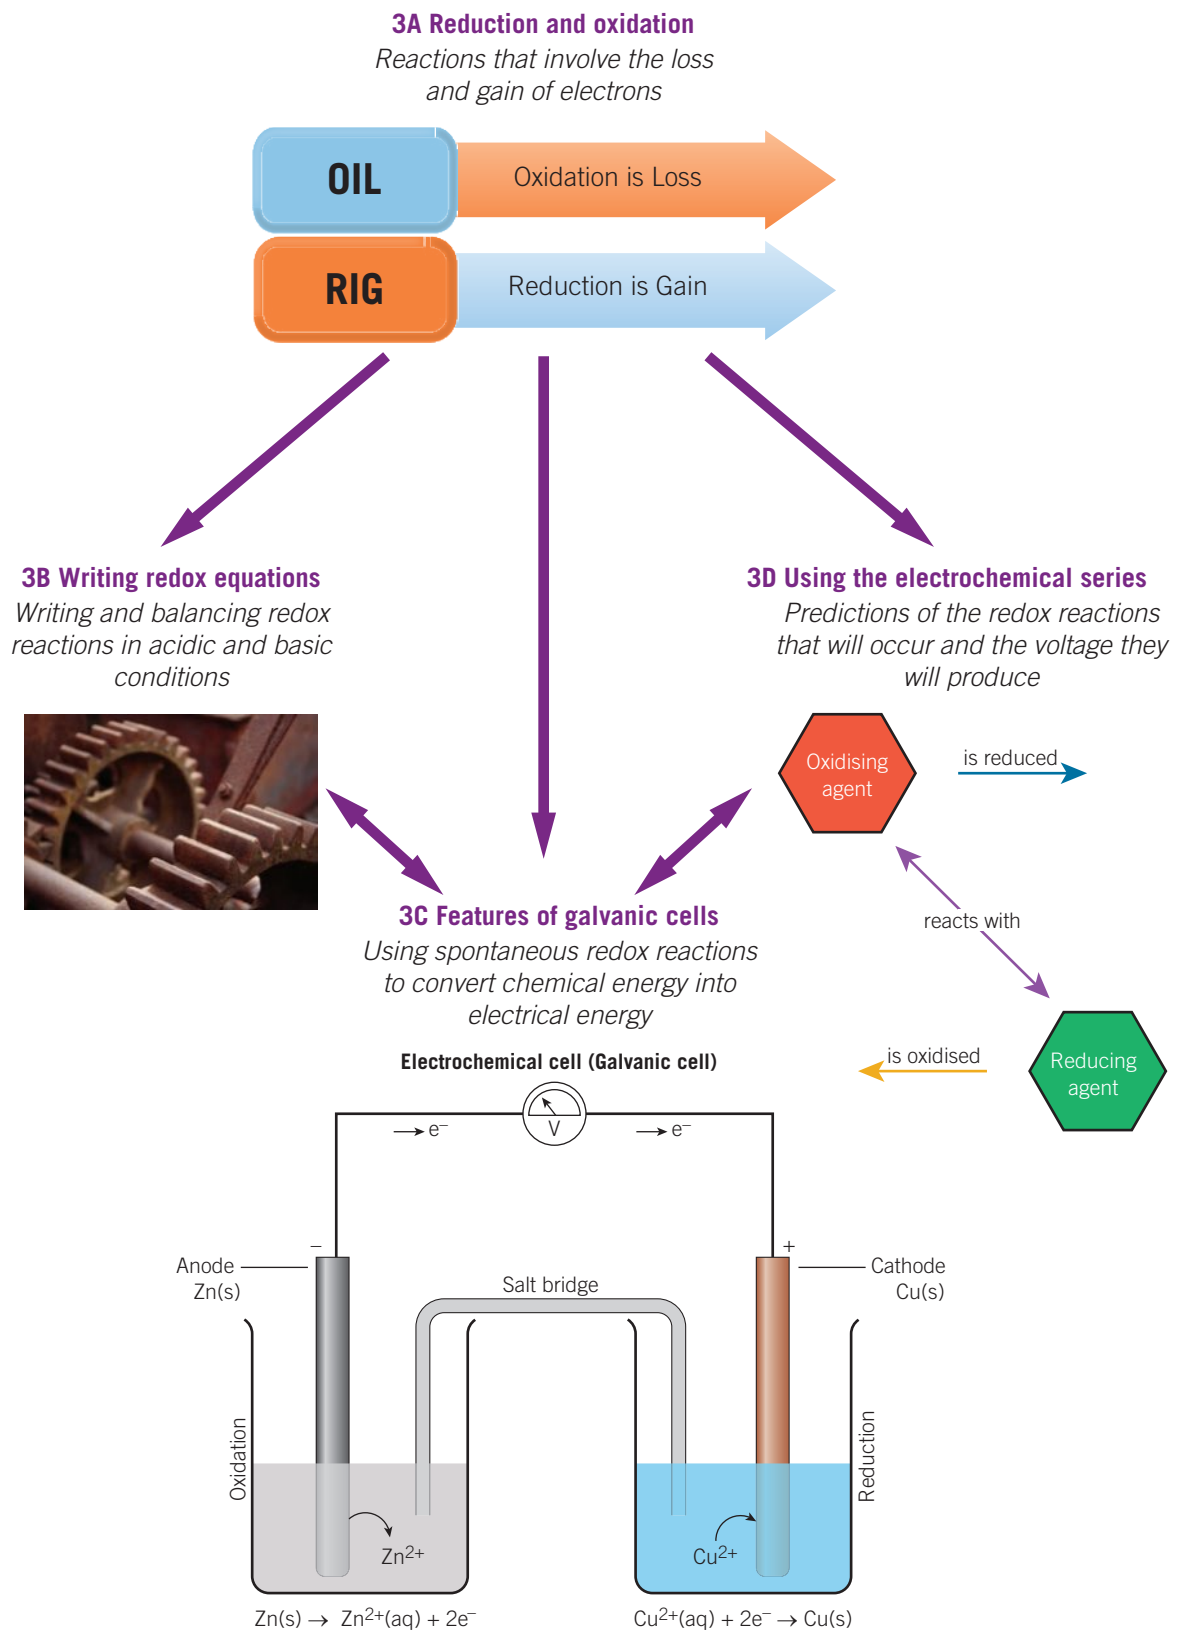 3A Reduction and oxidation
Reactions that involve the loss
and gain of electrons
OIL
Oxidation is Loss
RIG
Reduction is Gain
3B Writing redox equations
Writing and balancing redox
reactions in acidic and basic
conditions
3D Using the electrochemical series
Predictions of the redox reactions
that will occur and the voltage they
will produce
Oxidising
agent
is reduced
reacts with
is oxidised
Reducing
agent
3C Features of galvanic cells
Using spontaneous redox reactions
to convert chemical energy into
electrical energy
Electrochemical cell (Galvanic cell)
→ e⁻
V
→ e⁻
–
+
Anode
Zn(s)
Salt bridge
Cathode
Cu(s)
Oxidation
Reduction
Zn²⁺
Cu²⁺
Zn(s) → Zn²⁺(aq) + 2e⁻
Cu²⁺(aq) + 2e⁻ → Cu(s)